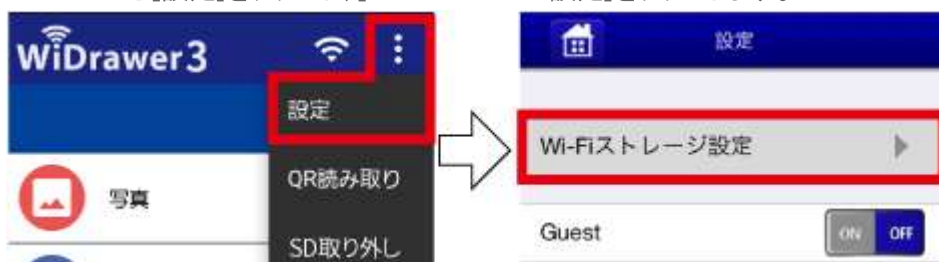 WiDrawer3
設定
QR読み取り
写真
SD取り外し
設定
Wi-Fiストレージ設定
Guest
ON OFF